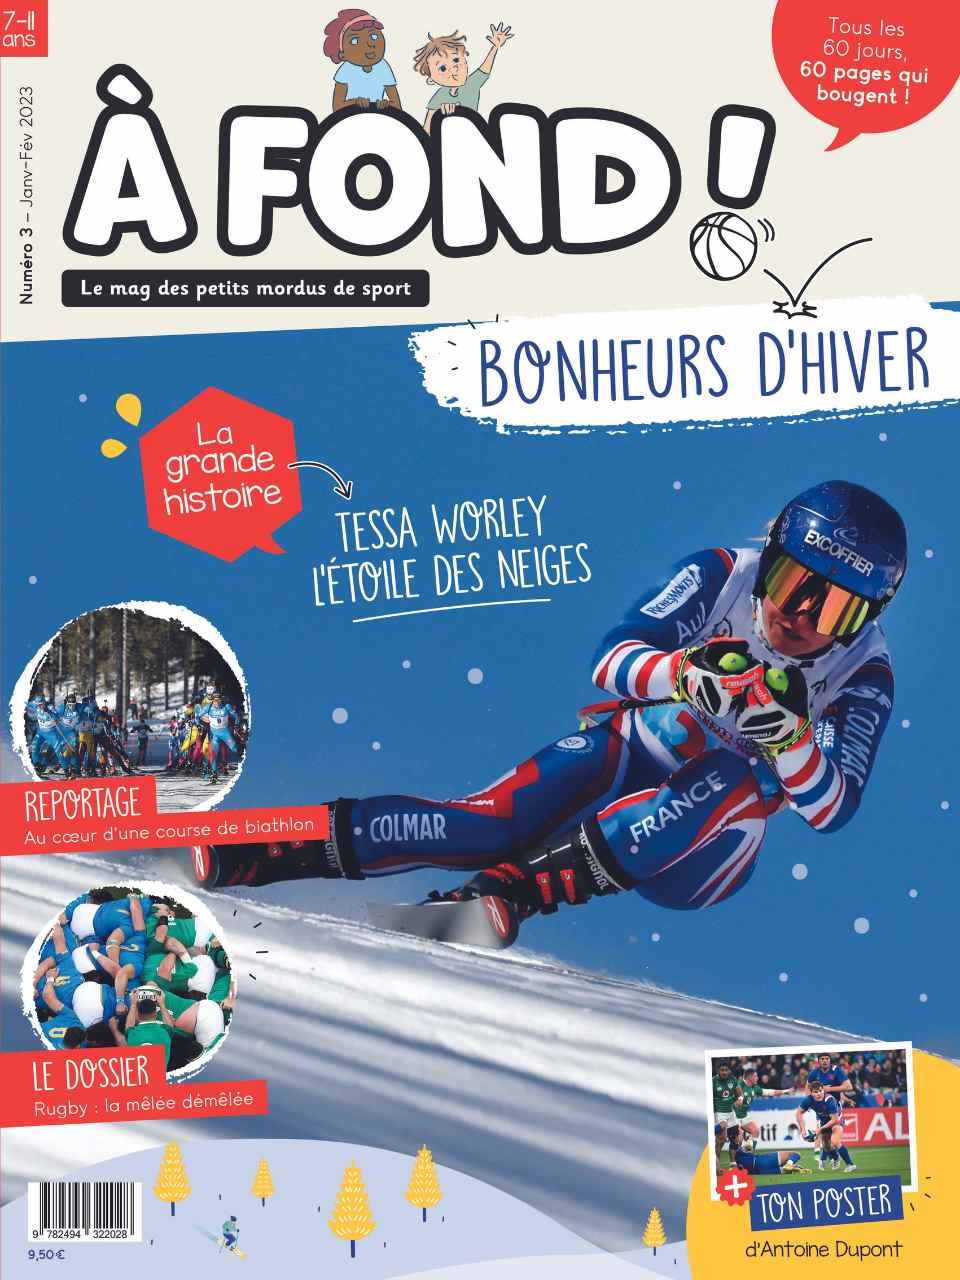 7-11
ans
Numéro 3 – Janv-Fév 2023
Tous les
60 jours,
60 pages qui
bougent !
À FOND !
Le mag des petits mordus de sport
BONHEURS D'HIVER
La
grande
histoire
TESSA WORLEY
L'ÉTOILE DES NEIGES
EXCOFFIER
RICHESMONTS
COLMAR
FRANCE
COLMAR
REPORTAGE
Au cœur d'une course de biathlon
LE DOSSIER
Rugby : la mêlée démêlée
tif
AL
+
TON POSTER
d'Antoine Dupont
9 782494 322028
9,50 €